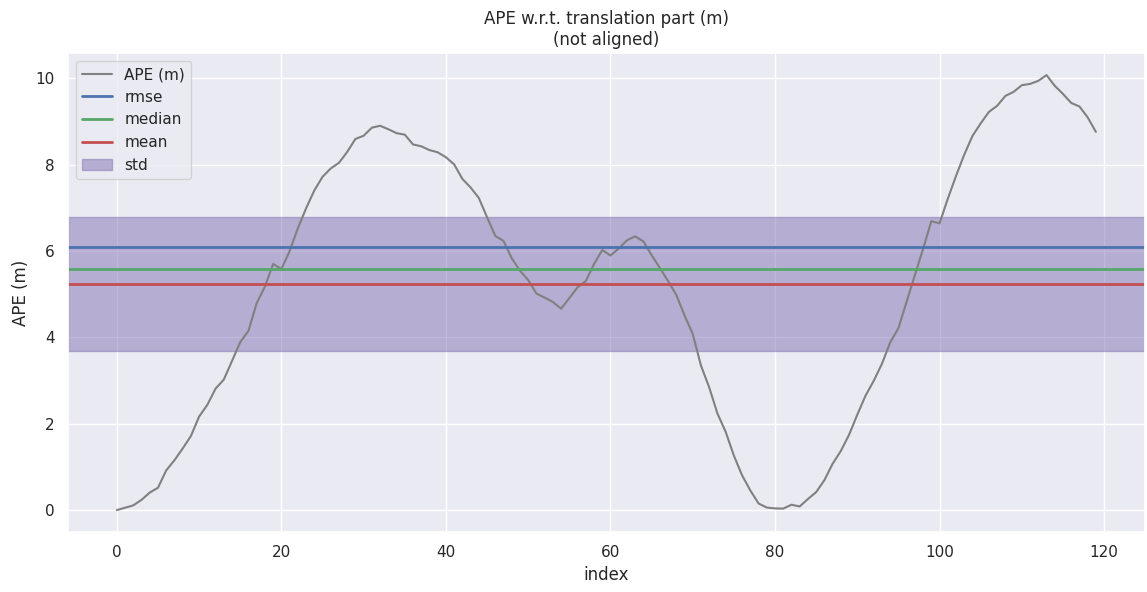 APE w.r.t. translation part (m)
(not aligned)
APE (m)
rmse
median
mean
std
APE (m)
10
8
6
4
2
0
0 20 40 60 80 100 120
index